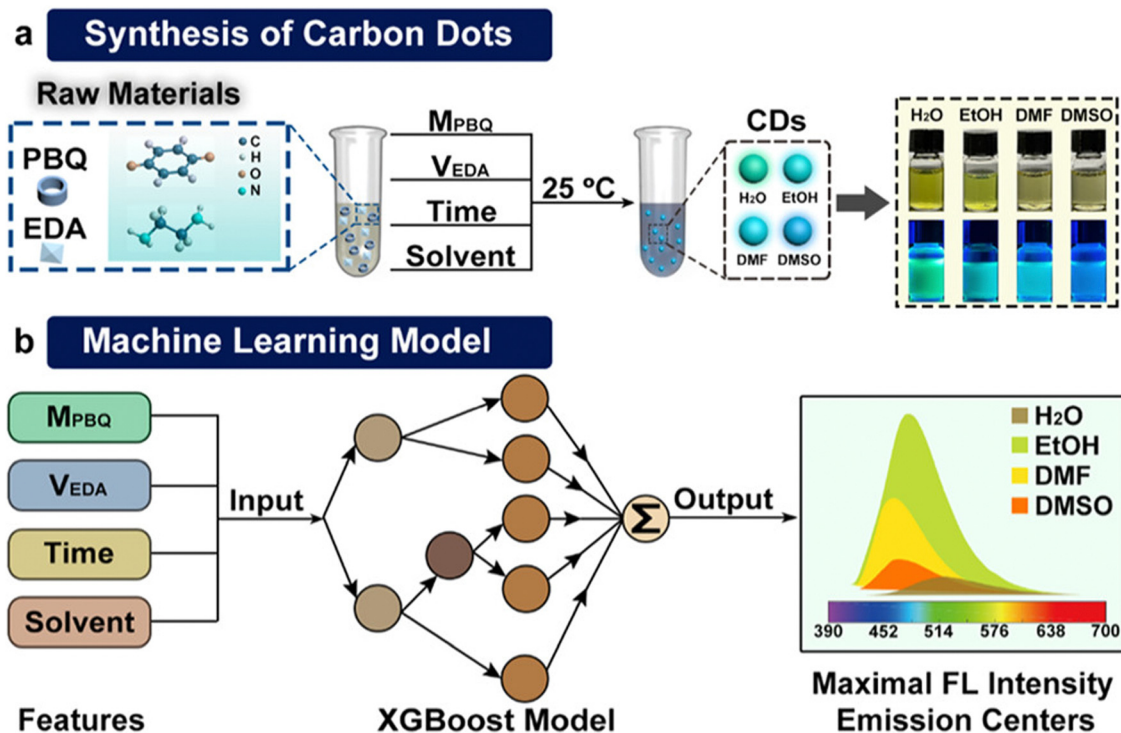 a
Synthesis of Carbon Dots
Raw Materials
PBQ
EDA
C
H
O
N
MPBQ
VEDA
Time
Solvent
25 ºC
CDs
H₂O EtOH
DMF DMSO
H₂O EtOH DMF DMSO
b
Machine Learning Model
MPBQ
VEDA
Time
Solvent
Features
Input
Σ
XGBoost Model
Output
H₂O
EtOH
DMF
DMSO
390 452 514 576 638 700
Maximal FL Intensity
Emission Centers